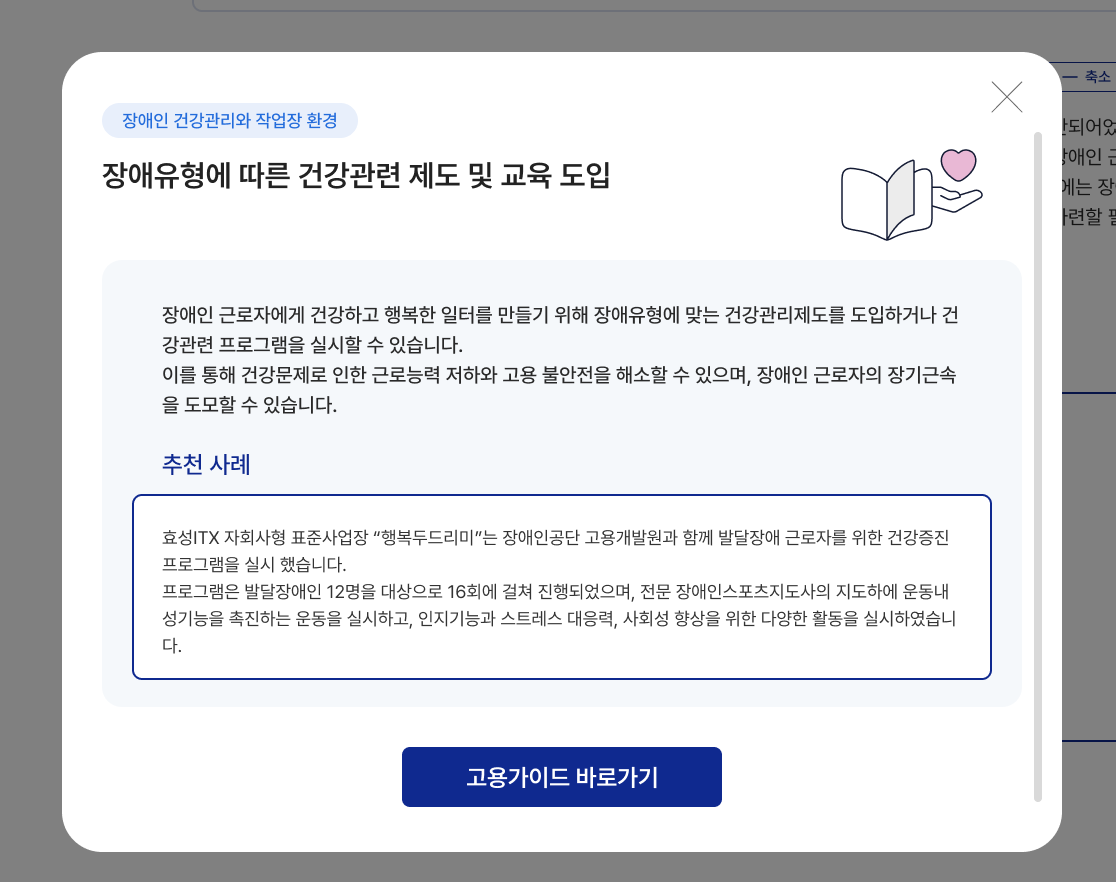 — 축소
장애인 건강관리와 작업장 환경
장애유형에 따른 건강관련 제도 및 교육 도입
장애인 근로자에게 건강하고 행복한 일터를 만들기 위해 장애유형에 맞는 건강관리제도를 도입하거나 건
강관련 프로그램을 실시할 수 있습니다.
이를 통해 건강문제로 인한 근로능력 저하와 고용 불안전을 해소할 수 있으며, 장애인 근로자의 장기근속
을 도모할 수 있습니다.
추천 사례
효성ITX 자회사형 표준사업장 “행복두드리미”는 장애인공단 고용개발원과 함께 발달장애 근로자를 위한 건강증진
프로그램을 실시 했습니다.
프로그램은 발달장애인 12명을 대상으로 16회에 걸쳐 진행되었으며, 전문 장애인스포츠지도사의 지도하에 운동내
성기능을 촉진하는 운동을 실시하고, 인지기능과 스트레스 대응력, 사회성 향상을 위한 다양한 활동을 실시하였습니
다.
고용가이드 바로가기